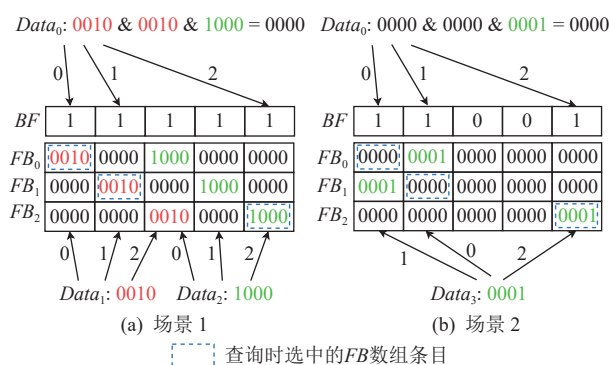 Data₀: 0010 & 0010 & 1000 = 0000
0 1 2
BF 1 1 1 1 1
FB₀ 0010 0000 1000 0000 0000
FB₁ 0000 0010 0000 1000 0000
FB₂ 0000 0000 0010 0000 1000
0 1 2 0 1 2
Data₁: 0010 Data₂: 1000
(a) 场景 1
Data₀: 0000 & 0000 & 0001 = 0000
0 1 2
BF 1 1 0 0 1
FB₀ 0000 0001 0000 0000 0000
FB₁ 0001 0000 0000 0000 0000
FB₂ 0000 0000 0000 0000 0001
1 0 2
Data₃: 0001
(b) 场景 2
查询时选中的FB数组条目